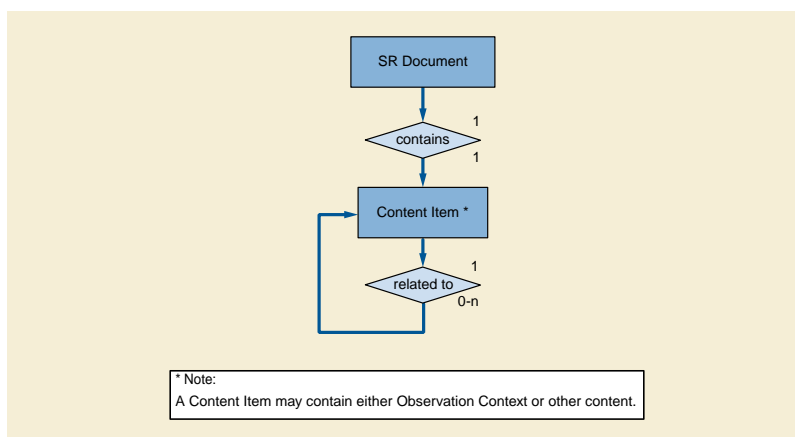 SR Document
1
contains
1
Content Item *
1
related to
0-n
* Note:
A Content Item may contain either Observation Context or other content.